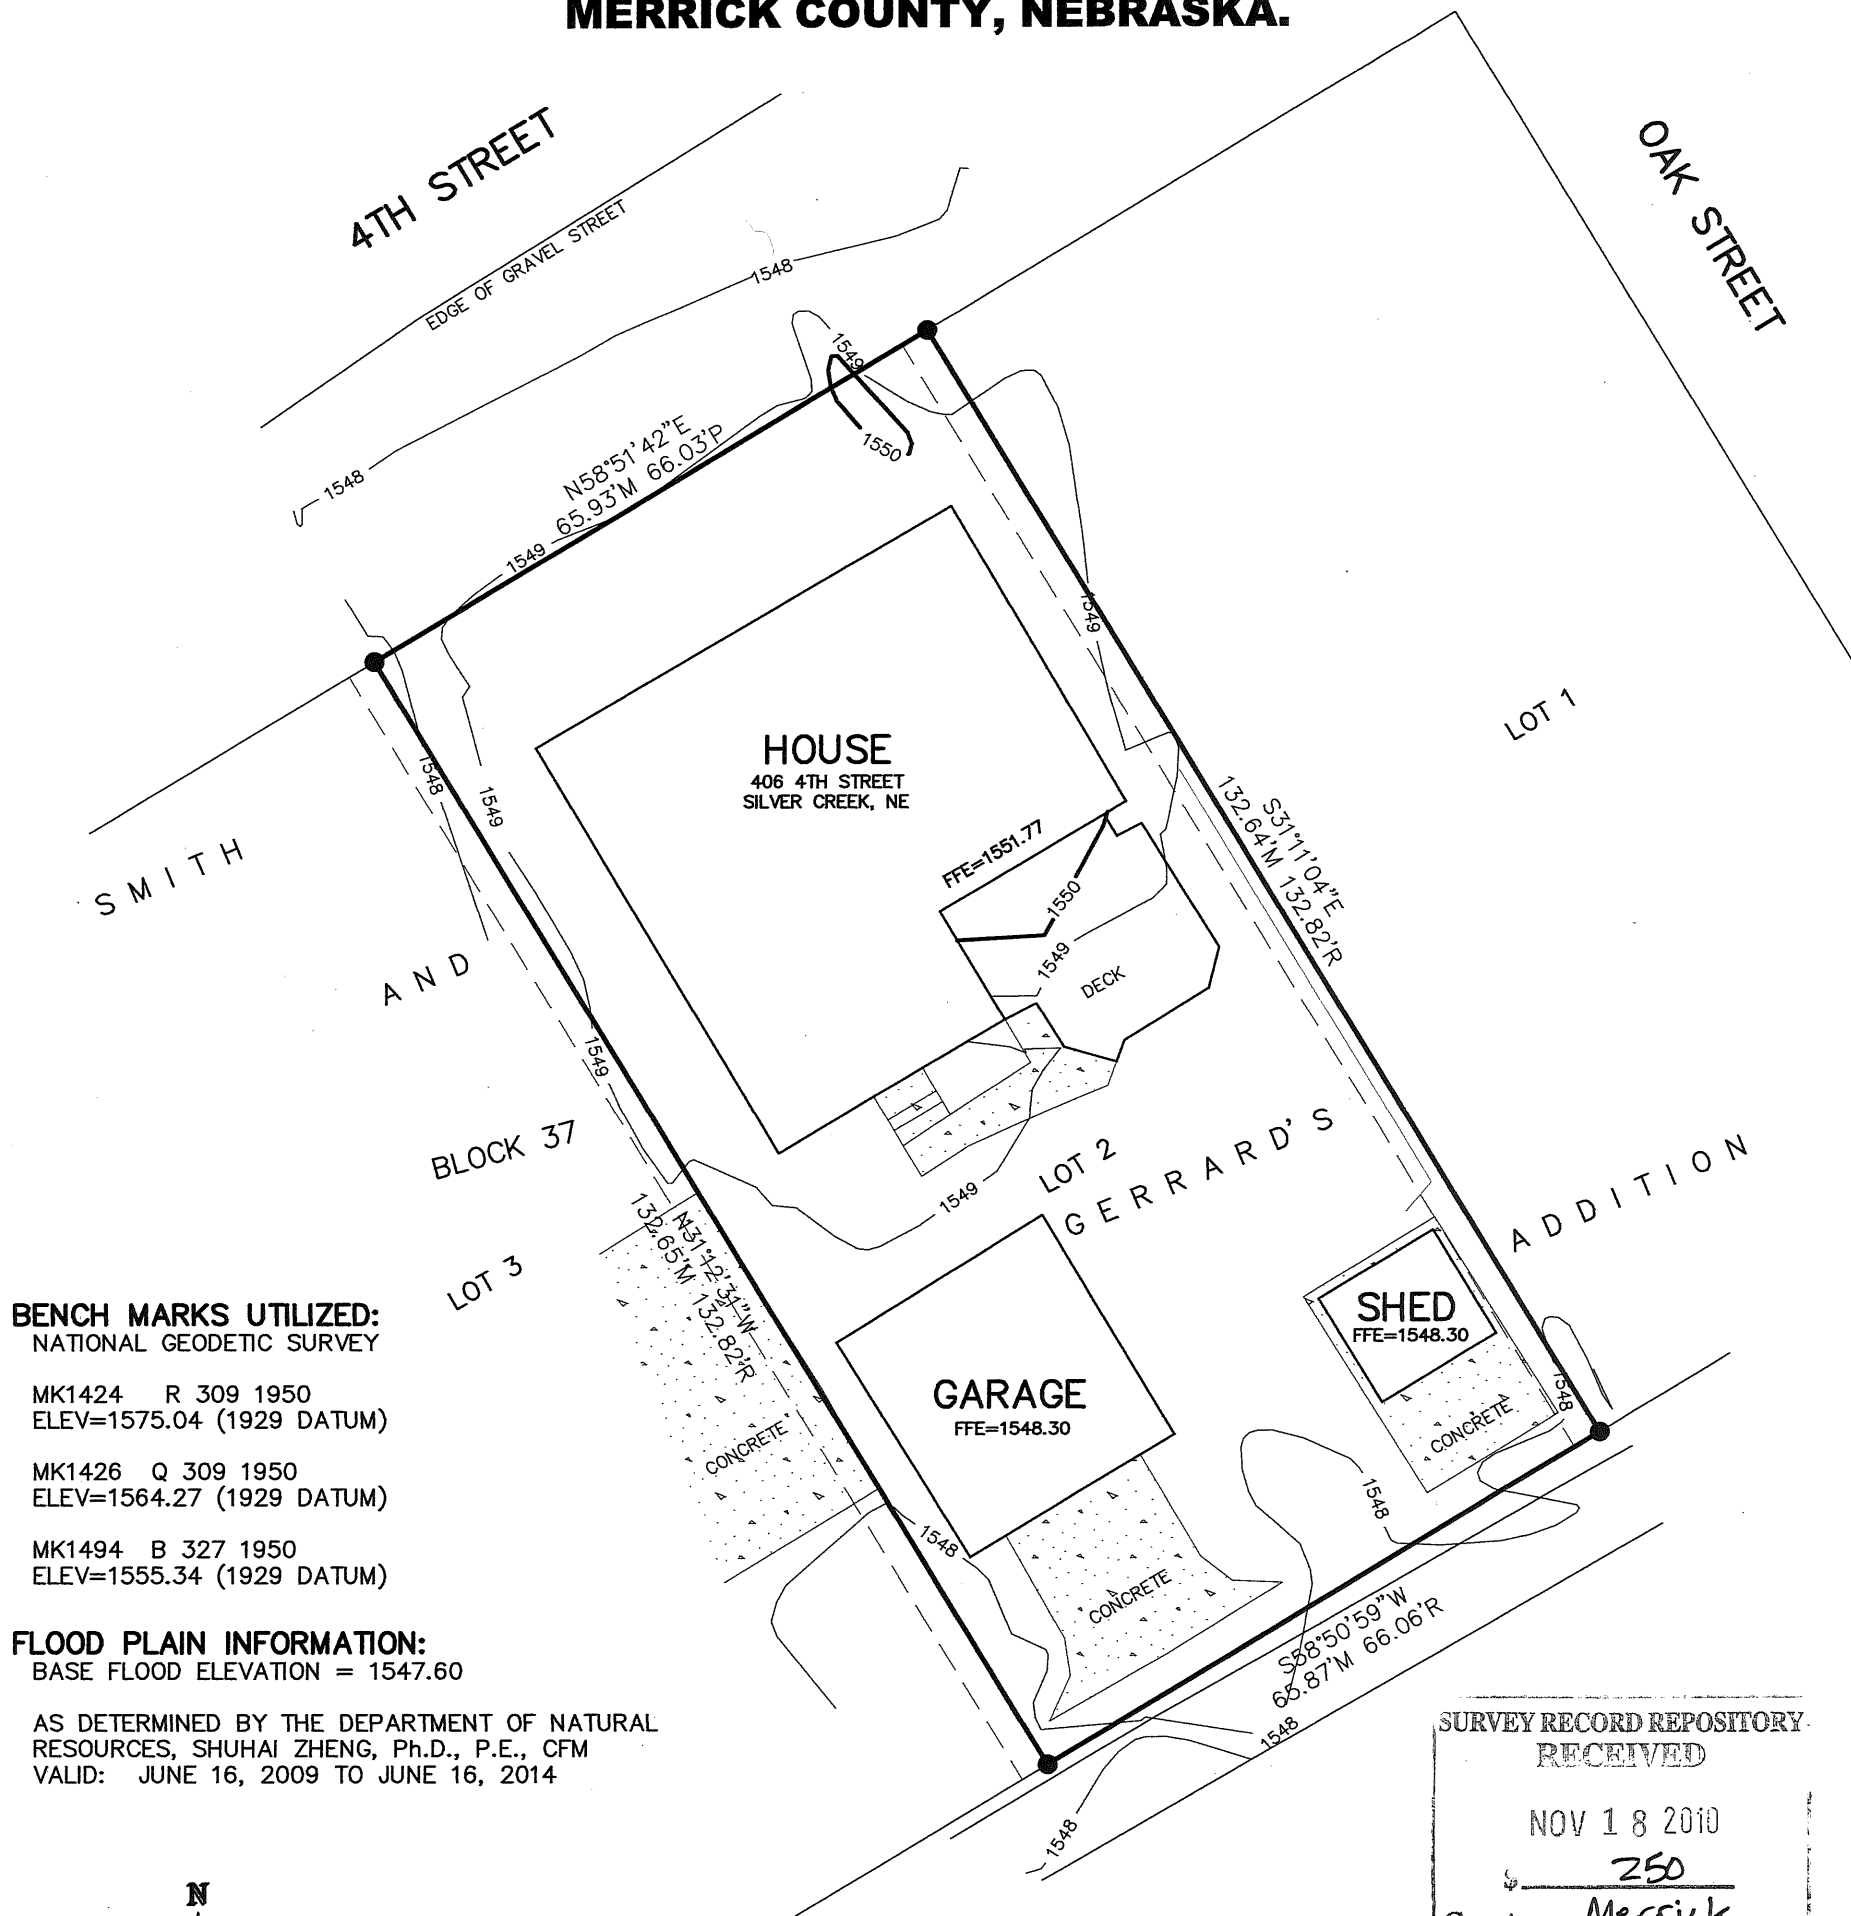 MERRICK COUNTY, NEBRASKA.
4TH STREET
OAK STREET
EDGE OF GRAVEL STREET
1548
1549
1550
1548
N58°51'42"E
65.93'M 66.03'P
1549
1549
HOUSE
406 4TH STREET
SILVER CREEK, NE
LOT 1
1548
1549
S31°11'04"E
132.64'M 132.82'R
FFE=1551.77
1550
1549
DECK
SMITH
AND
GERRARD'S
ADDITION
1549
BLOCK 37
LOT 2
1549
LOT 3
N31°12'31"W
132.65'M 132.82'R
CONCRETE
SHED
FFE=1548.30
CONCRETE
1548
GARAGE
FFE=1548.30
1548
1548
CONCRETE
S58°50'59"W
65.87'M 66.06'R
1548
1548
BENCH MARKS UTILIZED:
NATIONAL GEODETIC SURVEY
MK1424 R 309 1950
ELEV=1575.04 (1929 DATUM)
MK1426 Q 309 1950
ELEV=1564.27 (1929 DATUM)
MK1494 B 327 1950
ELEV=1555.34 (1929 DATUM)
FLOOD PLAIN INFORMATION:
BASE FLOOD ELEVATION = 1547.60
AS DETERMINED BY THE DEPARTMENT OF NATURAL
RESOURCES, SHUHAI ZHENG, Ph.D., P.E., CFM
VALID: JUNE 16, 2009 TO JUNE 16, 2014
N
SURVEY RECORD REPOSITORY
RECEIVED
NOV 18 2010
$ 250
Merrick